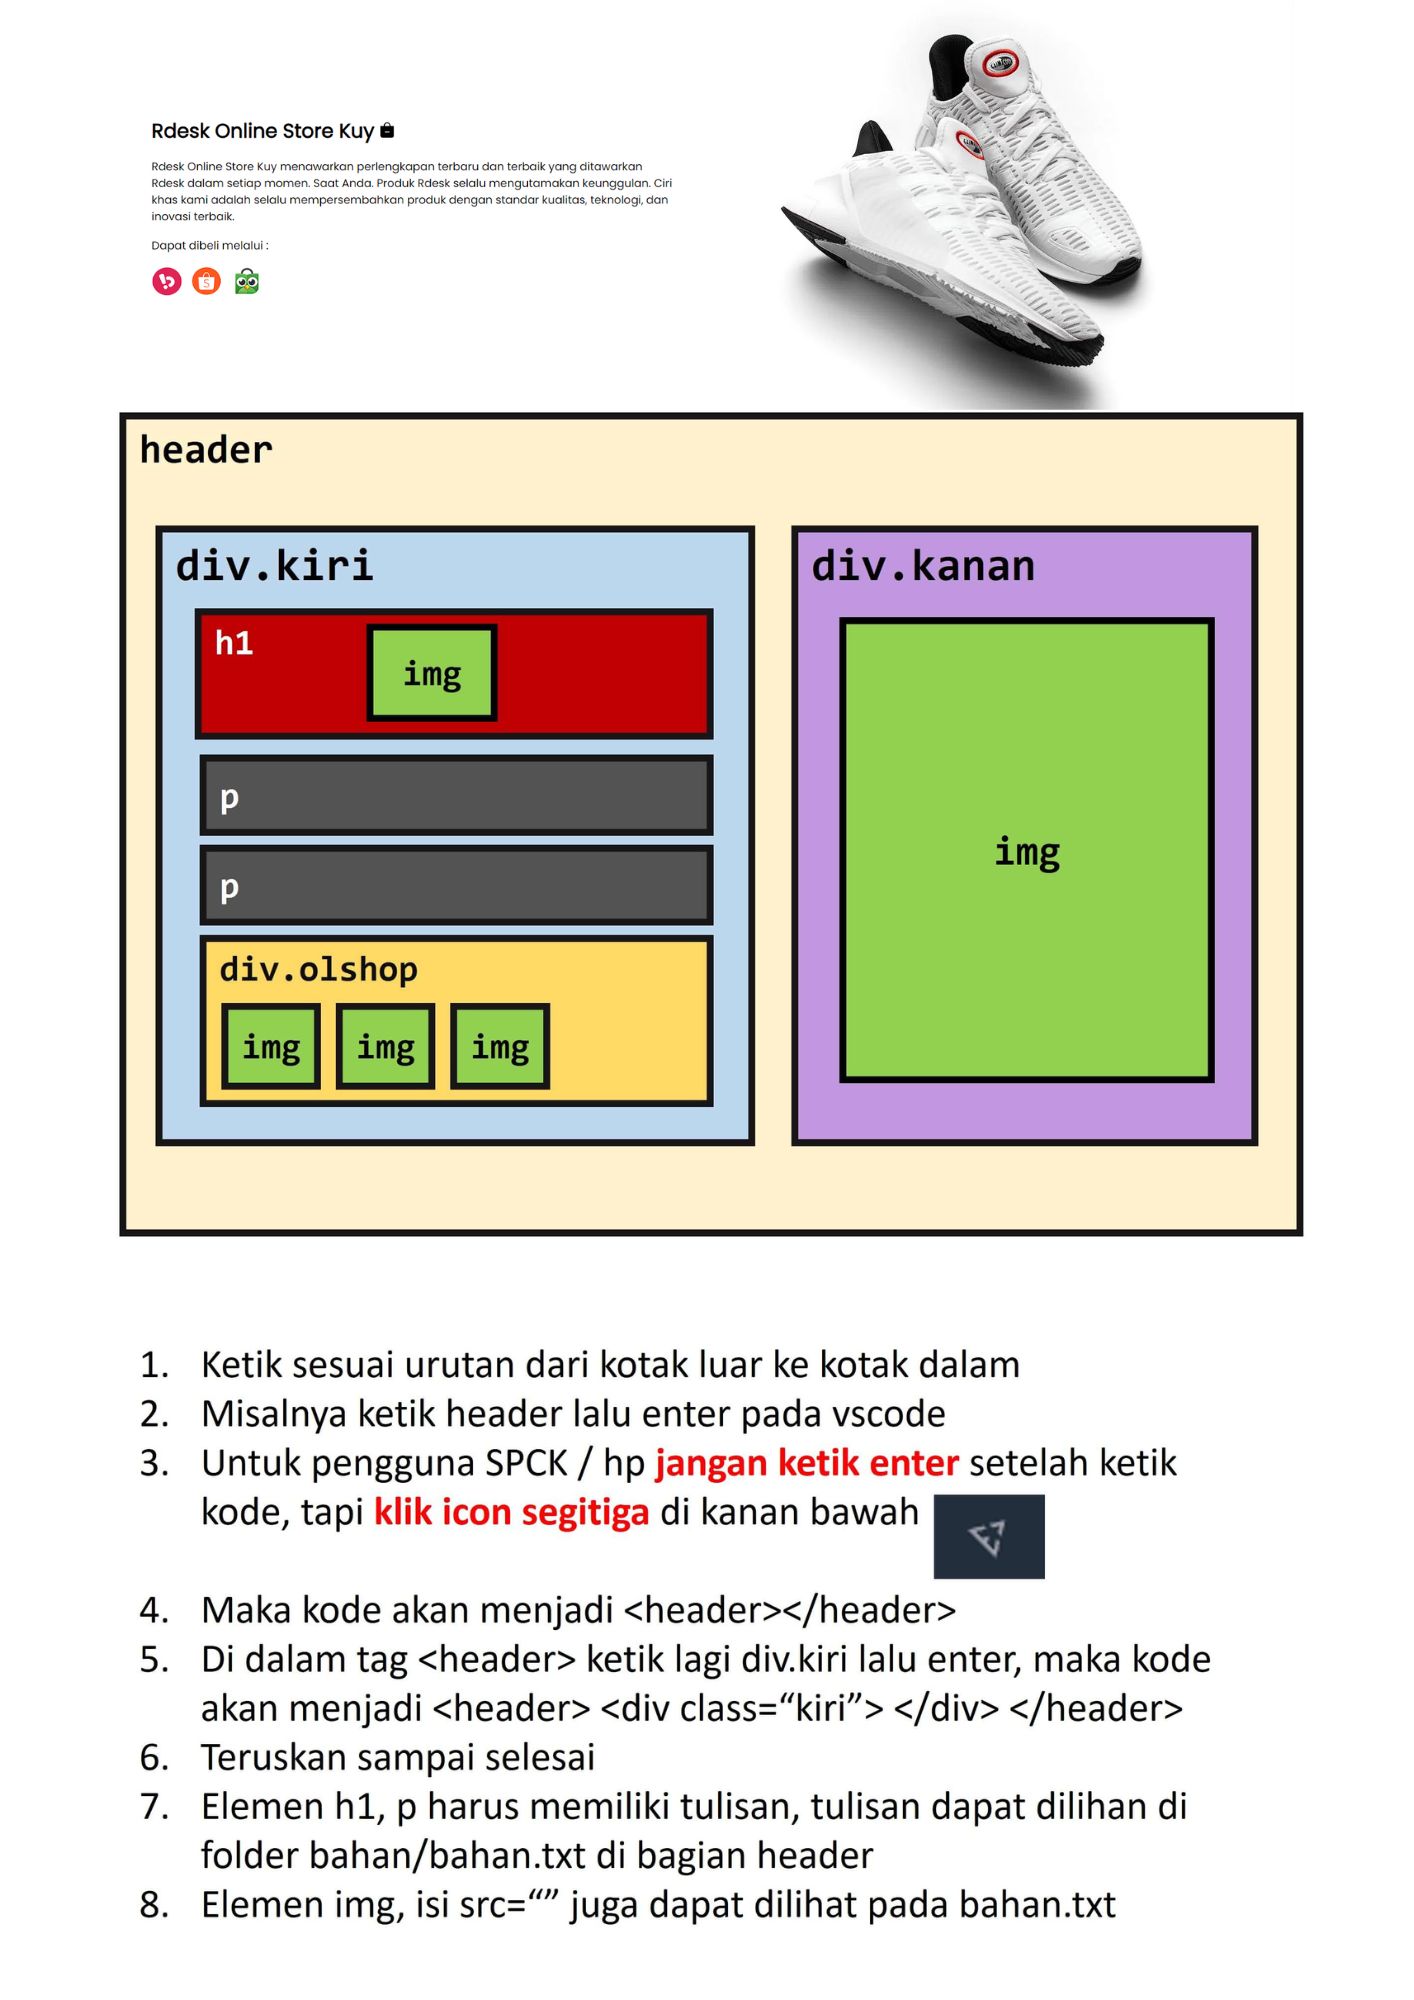 Rdesk Online Store Kuy
Rdesk Online Store Kuy menawarkan perlengkapan terbaru dan terbaik yang ditawarkan
Rdesk dalam setiap momen. Saat Anda. Produk Rdesk selalu mengutamakan keunggulan. Ciri
khas kami adalah selalu mempersembahkan produk dengan standar kualitas, teknologi, dan
inovasi terbaik.
Dapat dibeli melalui :
header
div.kiri
h1
img
p
p
div.olshop
img img img
div.kanan
img
1. Ketik sesuai urutan dari kotak luar ke kotak dalam
2. Misalnya ketik header lalu enter pada vscode
3. Untuk pengguna SPCK / hp jangan ketik enter setelah ketik
kode, tapi klik icon segitiga di kanan bawah
4. Maka kode akan menjadi <header></header>
5. Di dalam tag <header> ketik lagi div.kiri lalu enter, maka kode
akan menjadi <header> <div class=“kiri”> </div> </header>
6. Teruskan sampai selesai
7. Elemen h1, p harus memiliki tulisan, tulisan dapat dilihan di
folder bahan/bahan.txt di bagian header
8. Elemen img, isi src=“” juga dapat dilihat pada bahan.txt